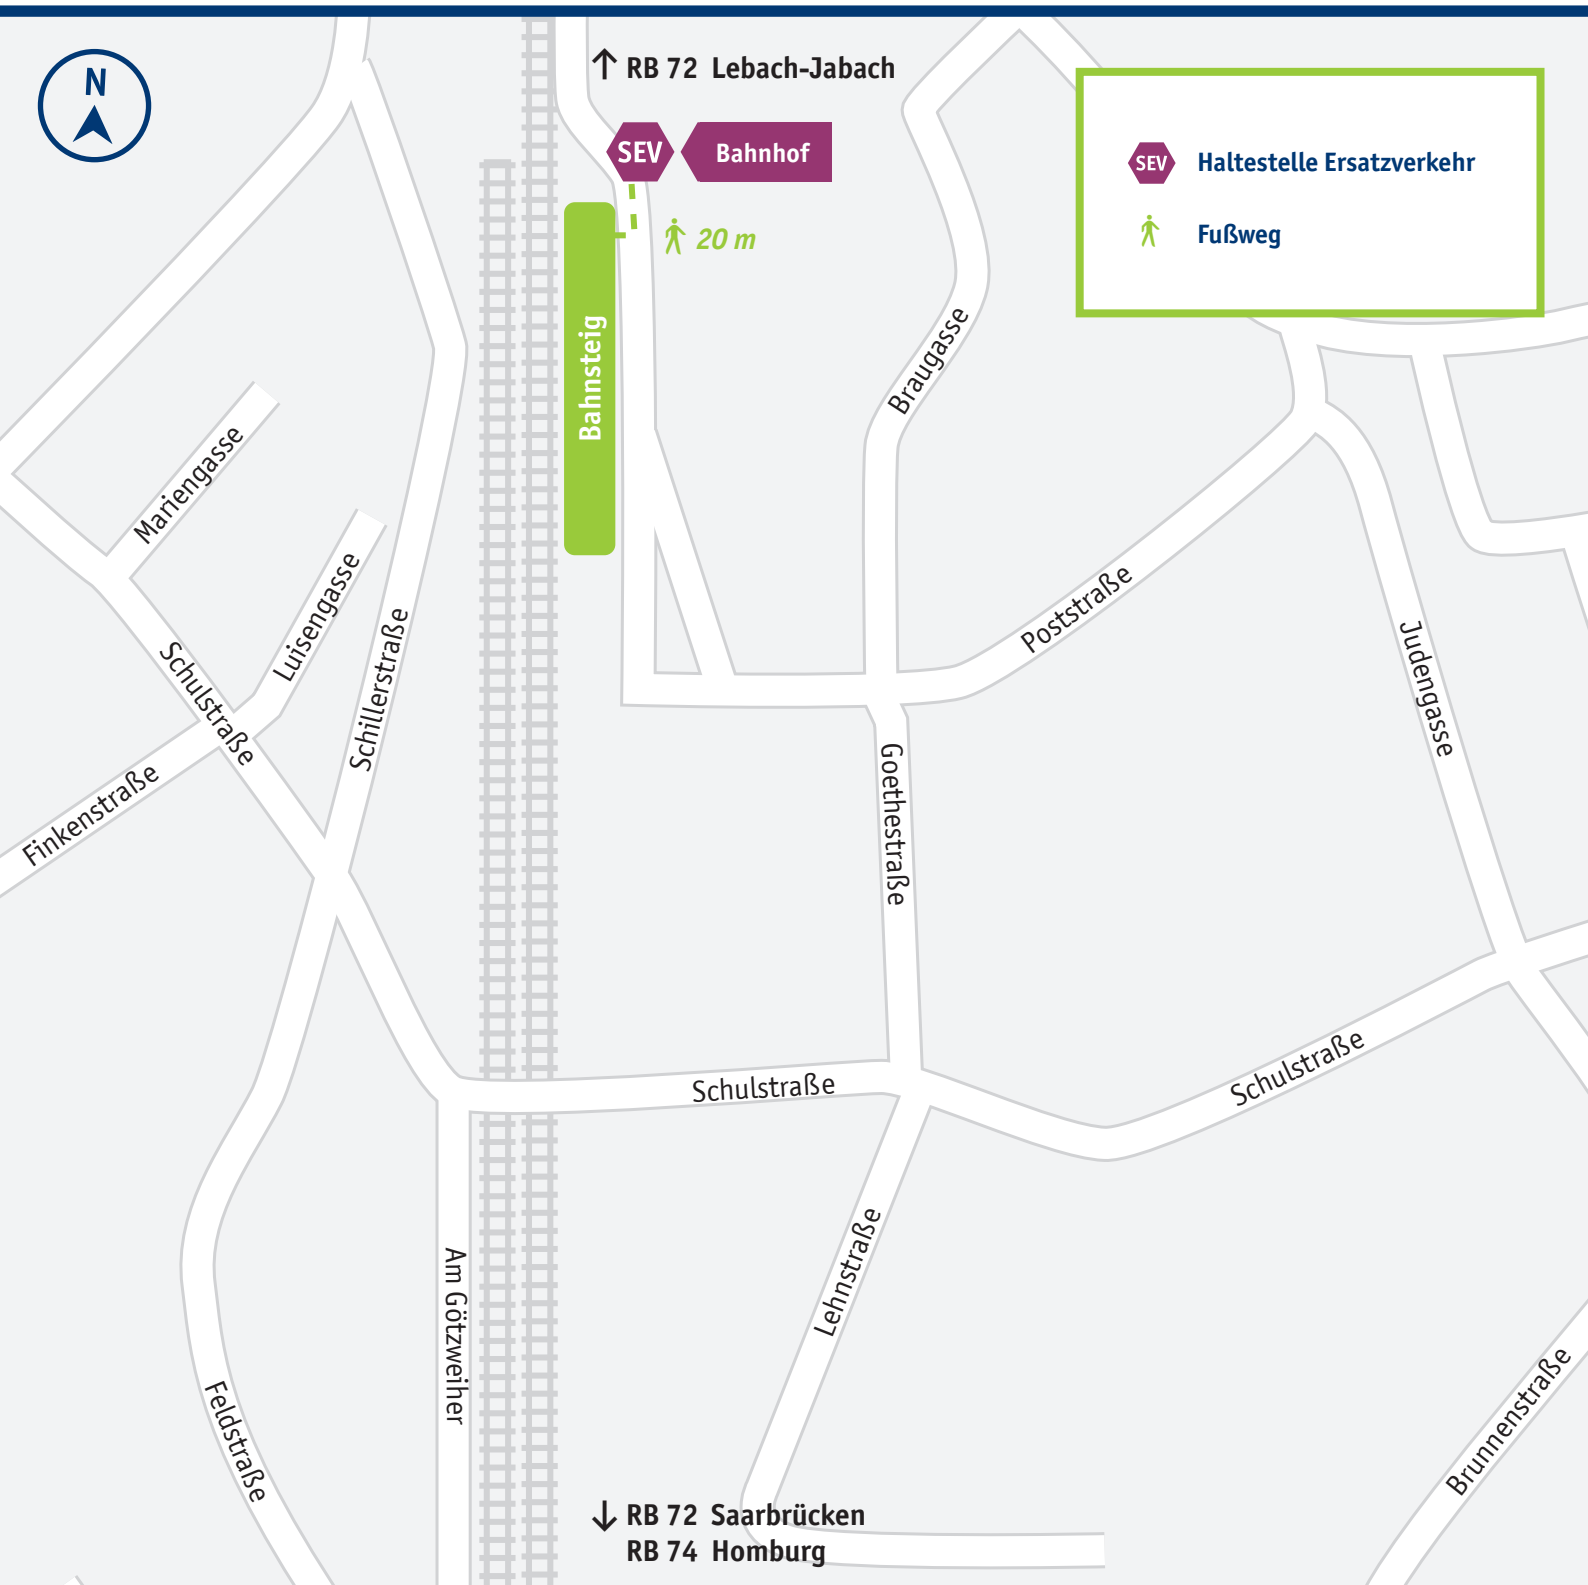 N
↑ RB 72 Lebach-Jabach
SEV Bahnhof
SEV Haltestelle Ersatzverkehr
Fußweg
20 m
Bahnsteig
Braugasse
Mariengasse
Luisengasse
Schulstraße
Schillerstraße
Finkenstraße
Poststraße
Judengasse
Goethestraße
Schulstraße
Schulstraße
Lehnstraße
Am Götzweiher
Feldstraße
Brunnenstraße
↓ RB 72 Saarbrücken
RB 74 Homburg